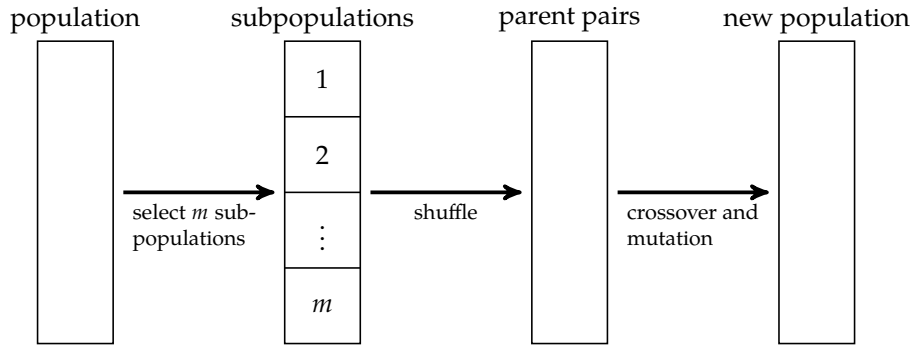 population
subpopulations
parent pairs
new population
1
2
⋮
m
select m sub-
populations
shuffle
crossover and
mutation